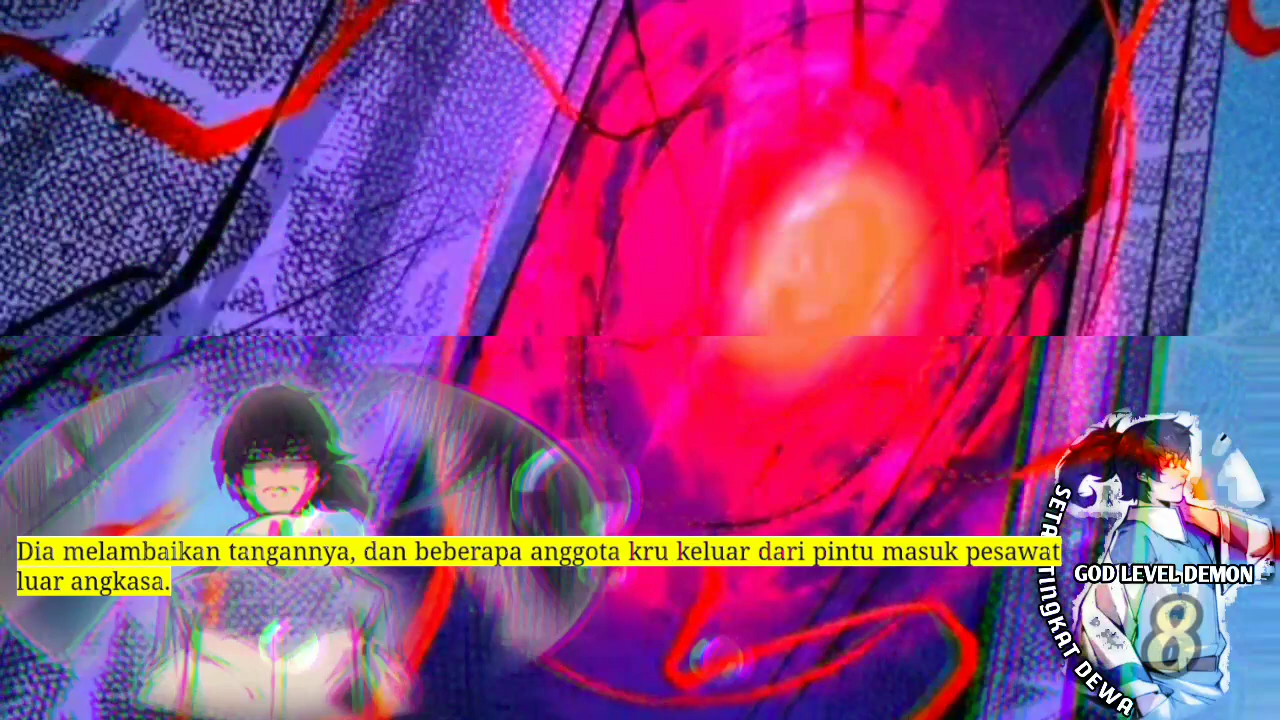 Dia melambaikan tangannya, dan beberapa anggota kru keluar dari pintu masuk pesawat
luar angkasa.
GOD LEVEL DEMON
8
SETAN TINGKAT DEWA